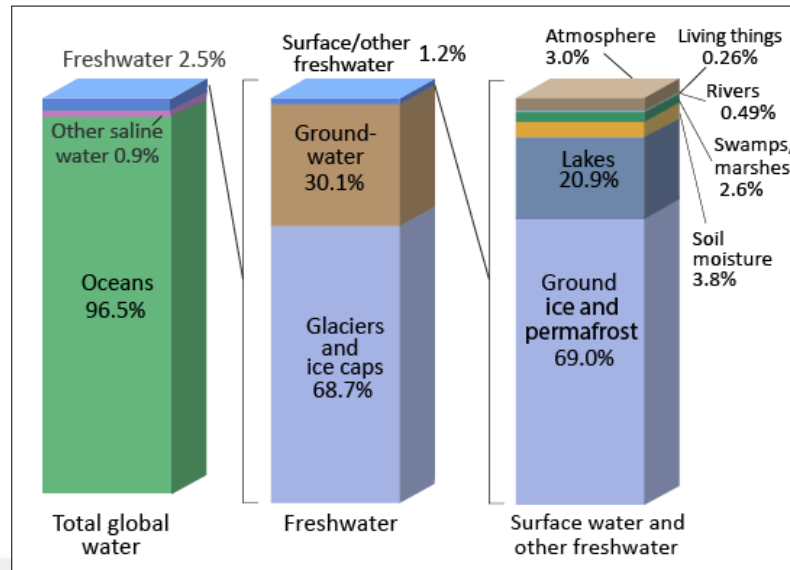 Freshwater 2.5%
Other saline
water 0.9%
Oceans
96.5%
Total global
water
Surface/other
freshwater
1.2%
Ground-
water
30.1%
Glaciers and
ice caps
68.7%
Freshwater
Atmosphere
3.0%
Living things
0.26%
Rivers
0.49%
Swamps,
marshes
2.6%
Lakes
20.9%
Soil
moisture
3.8%
Ground
ice and
permafrost
69.0%
Surface water and
other freshwater